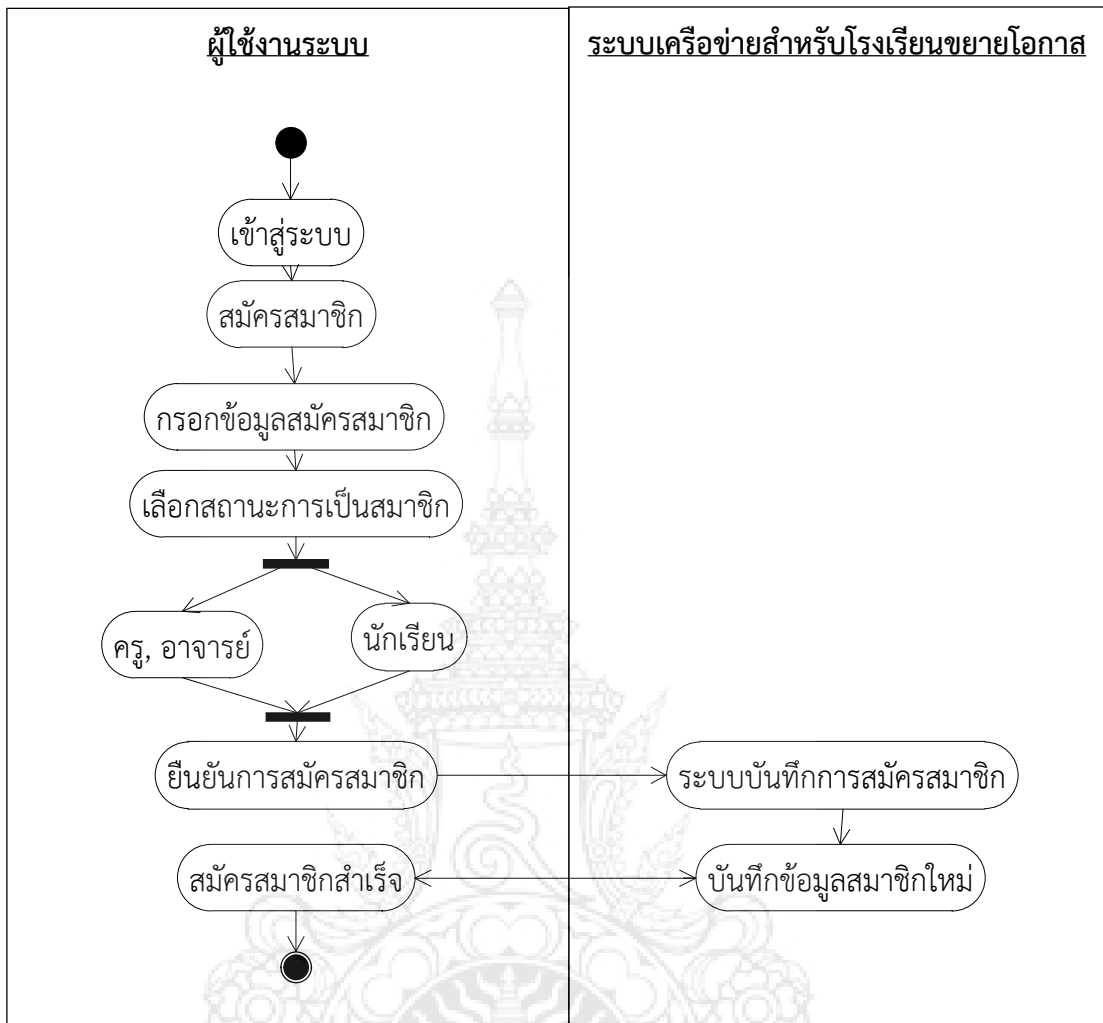 ผู้ใช้งานระบบ
ระบบเครือข่ายสำหรับโรงเรียนขยายโอกาส
เข้าสู่ระบบ
สมัครสมาชิก
กรอกข้อมูลสมัครสมาชิก
เลือกสถานะการเป็นสมาชิก
ครู, อาจารย์
นักเรียน
ยืนยันการสมัครสมาชิก
ระบบบันทึกการสมัครสมาชิก
สมัครสมาชิกสำเร็จ
บันทึกข้อมูลสมาชิกใหม่